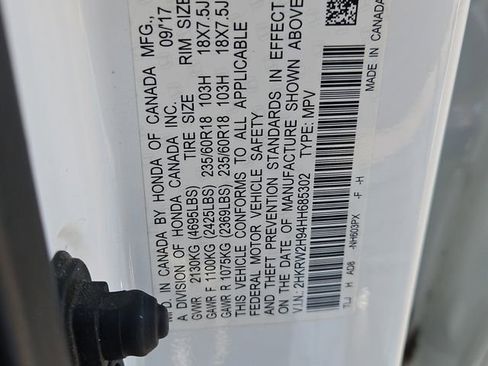 MFD. IN CANADA BY HONDA OF CANADA MFG.,
A DIVISION OF HONDA CANADA INC. 09/17
TIRE SIZE RIM SIZE
GVWR 2130KG (4695LBS)
GAWR F 1100KG (2425LBS) 235/60R18 103H 18X7.5J
GAWR R 1075KG (2369LBS) 235/60R18 103H 18X7.5J
THIS VEHICLE CONFORMS TO ALL APPLICABLE
FEDERAL MOTOR VEHICLE SAFETY
AND THEFT PREVENTION STANDARDS IN EFFECT
ON THE DATE OF MANUFACTURE SHOWN ABOVE
V.I.N.: 2HKRW2H94HH685302 TYPE: MPV
TLJ H AD8 -NH603PX -F -H
MADE IN CANADA